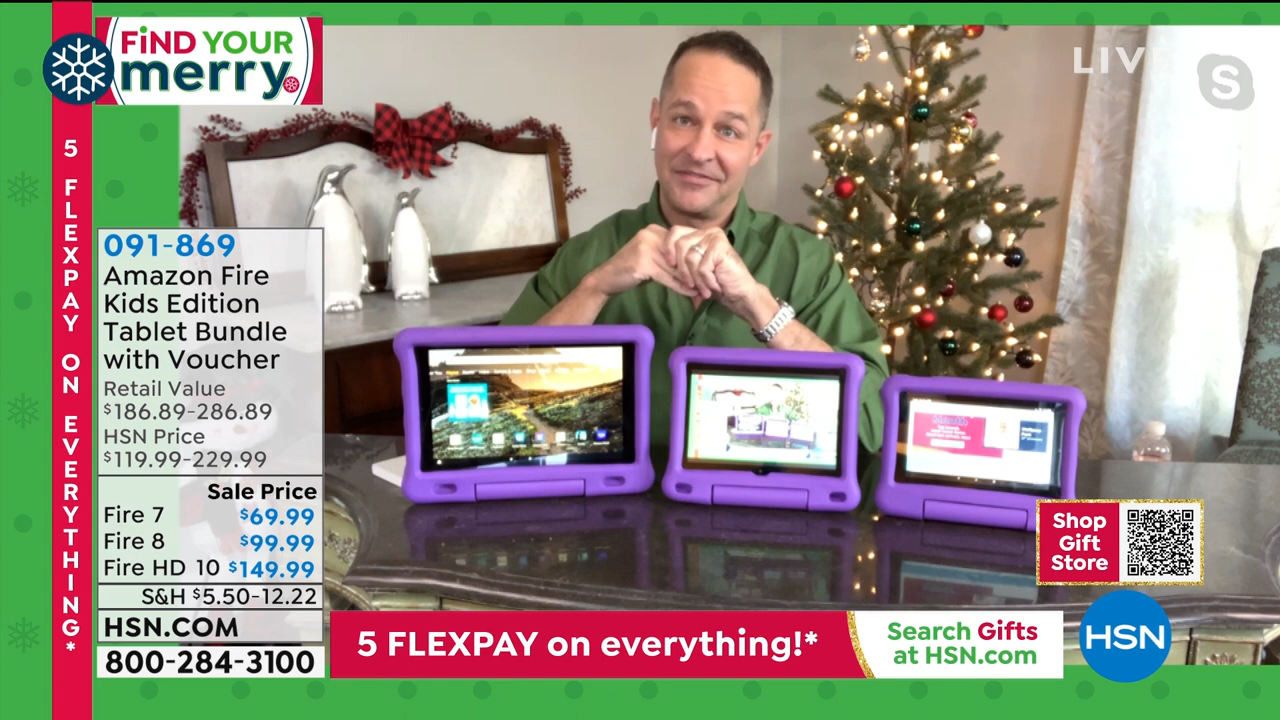 FiND YOUR
merry
LIV
S
5 FLEXPAY ON EVERYTHING!*
091-869
Amazon Fire
Kids Edition
Tablet Bundle
with Voucher
Retail Value
$186.89-286.89
HSN Price
$119.99-229.99
Sale Price
Fire 7 $69.99
Fire 8 $99.99
Fire HD 10 $149.99
S&H $5.50-12.22
HSN.COM
800-284-3100
Shop
Gift
Store
5 FLEXPAY on everything!*
Search Gifts
at HSN.com
HSN